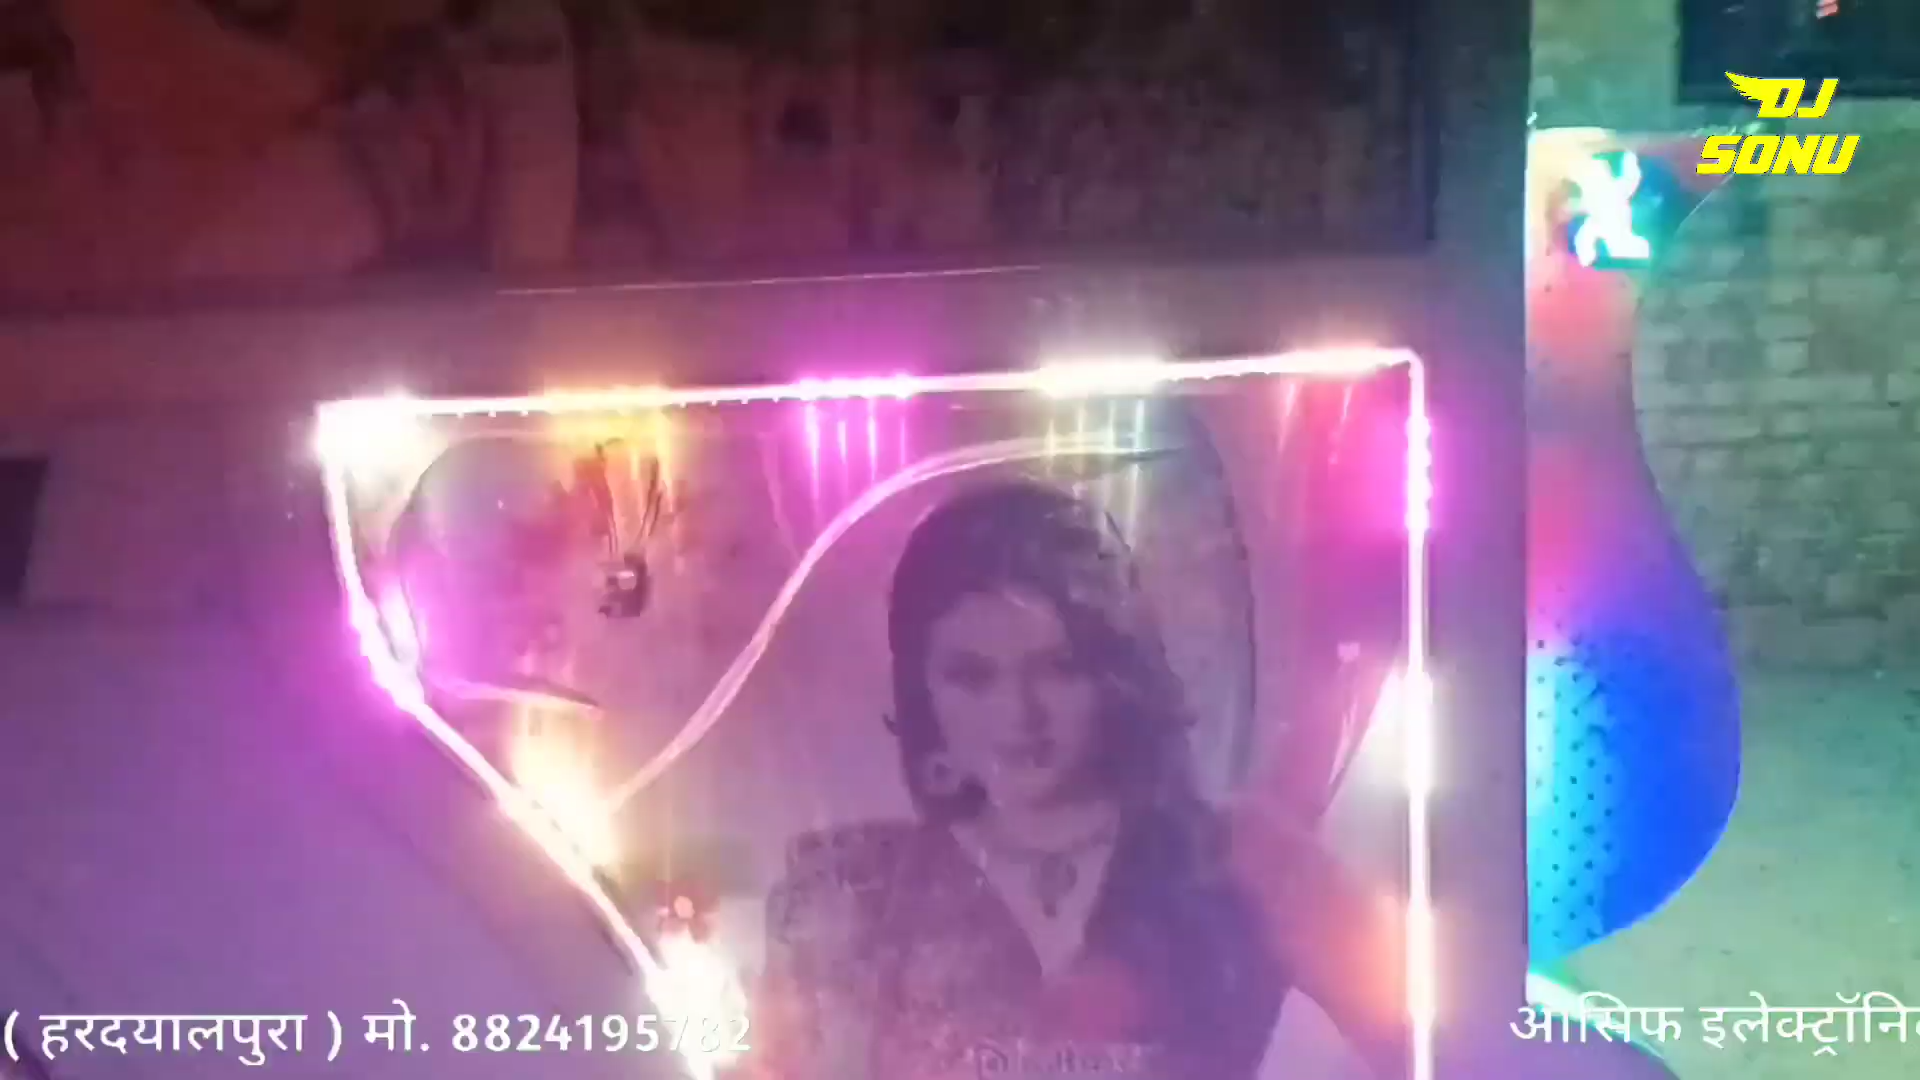 DJ
SONU
( हरदयालपुरा ) मो. 8824195782
आसिफ इलेक्ट्रॉनिक